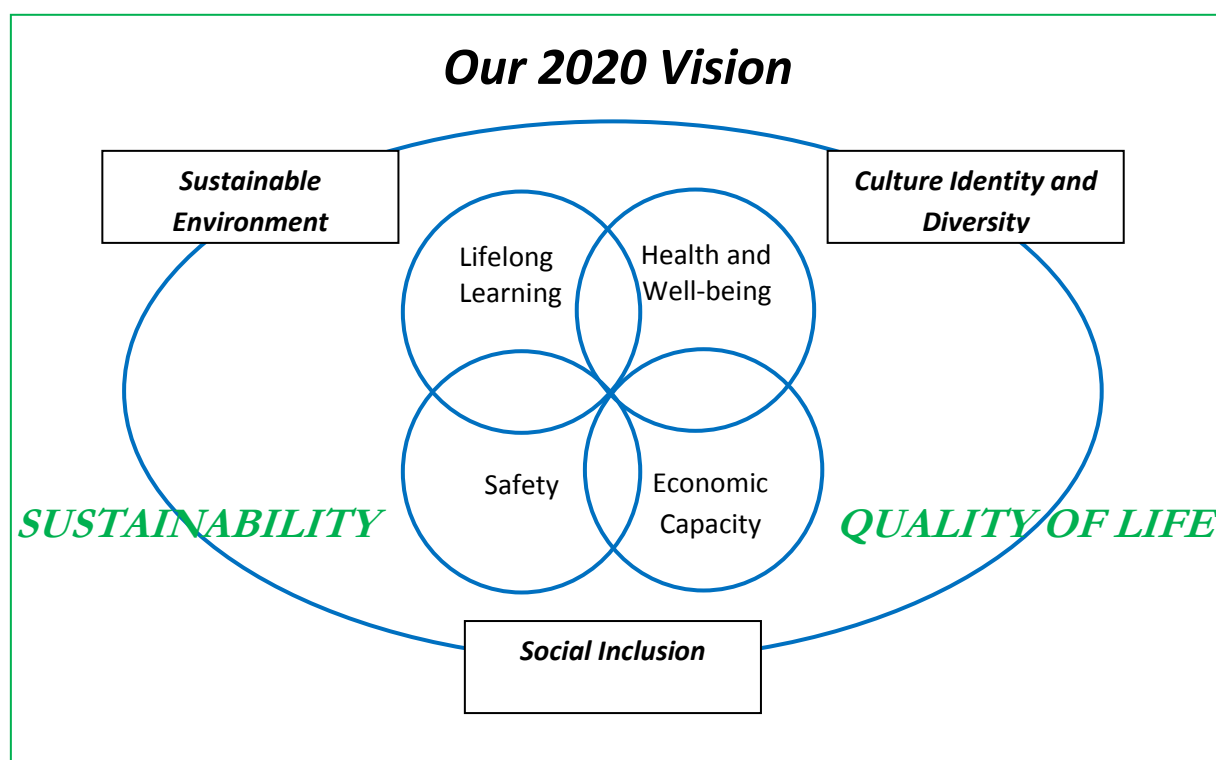 Our 2020 Vision
Sustainable
Environment
Culture Identity and
Diversity
Lifelong
Learning
Health and
Well-being
Safety
Economic
Capacity
SUSTAINABILITY
QUALITY OF LIFE
Social Inclusion